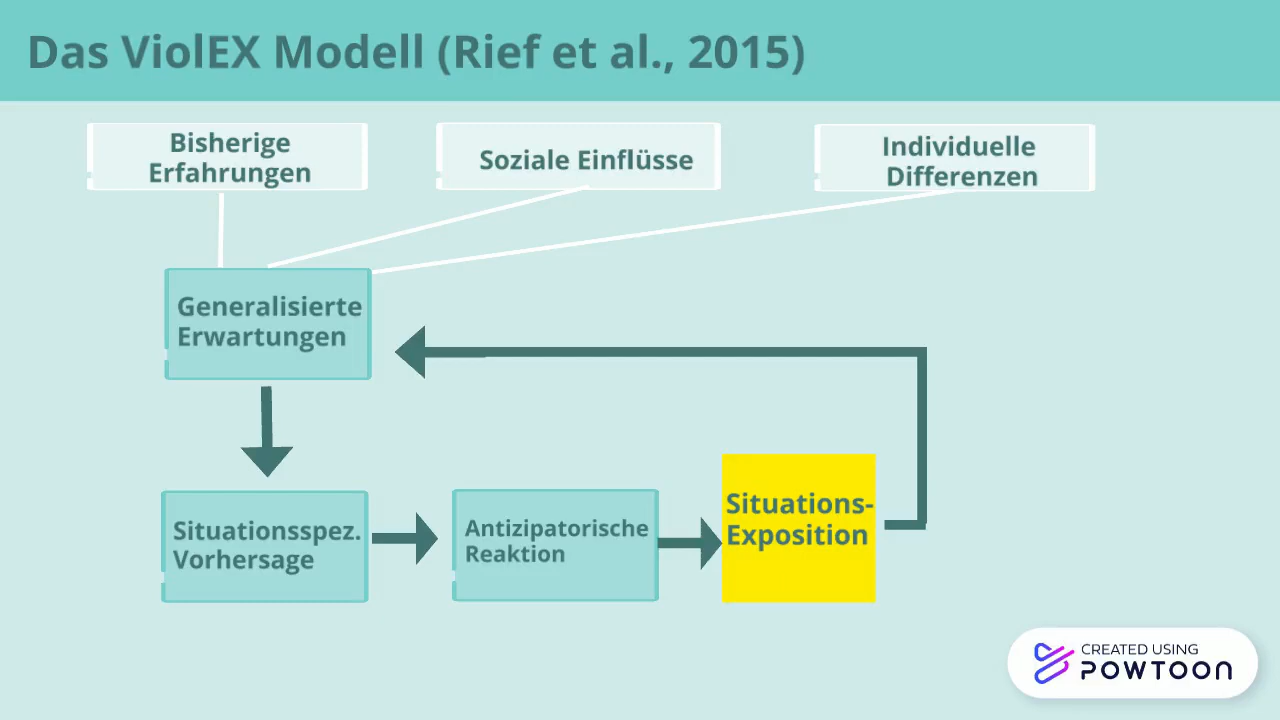 Das ViolEX Modell (Rief et al., 2015)
Bisherige
Erfahrungen
Soziale Einflüsse
Individuelle
Differenzen
Generalisierte
Erwartungen
Situationsspez.
Vorhersage
Antizipatorische
Reaktion
Situations-
Exposition
CREATED USING
POWTOON